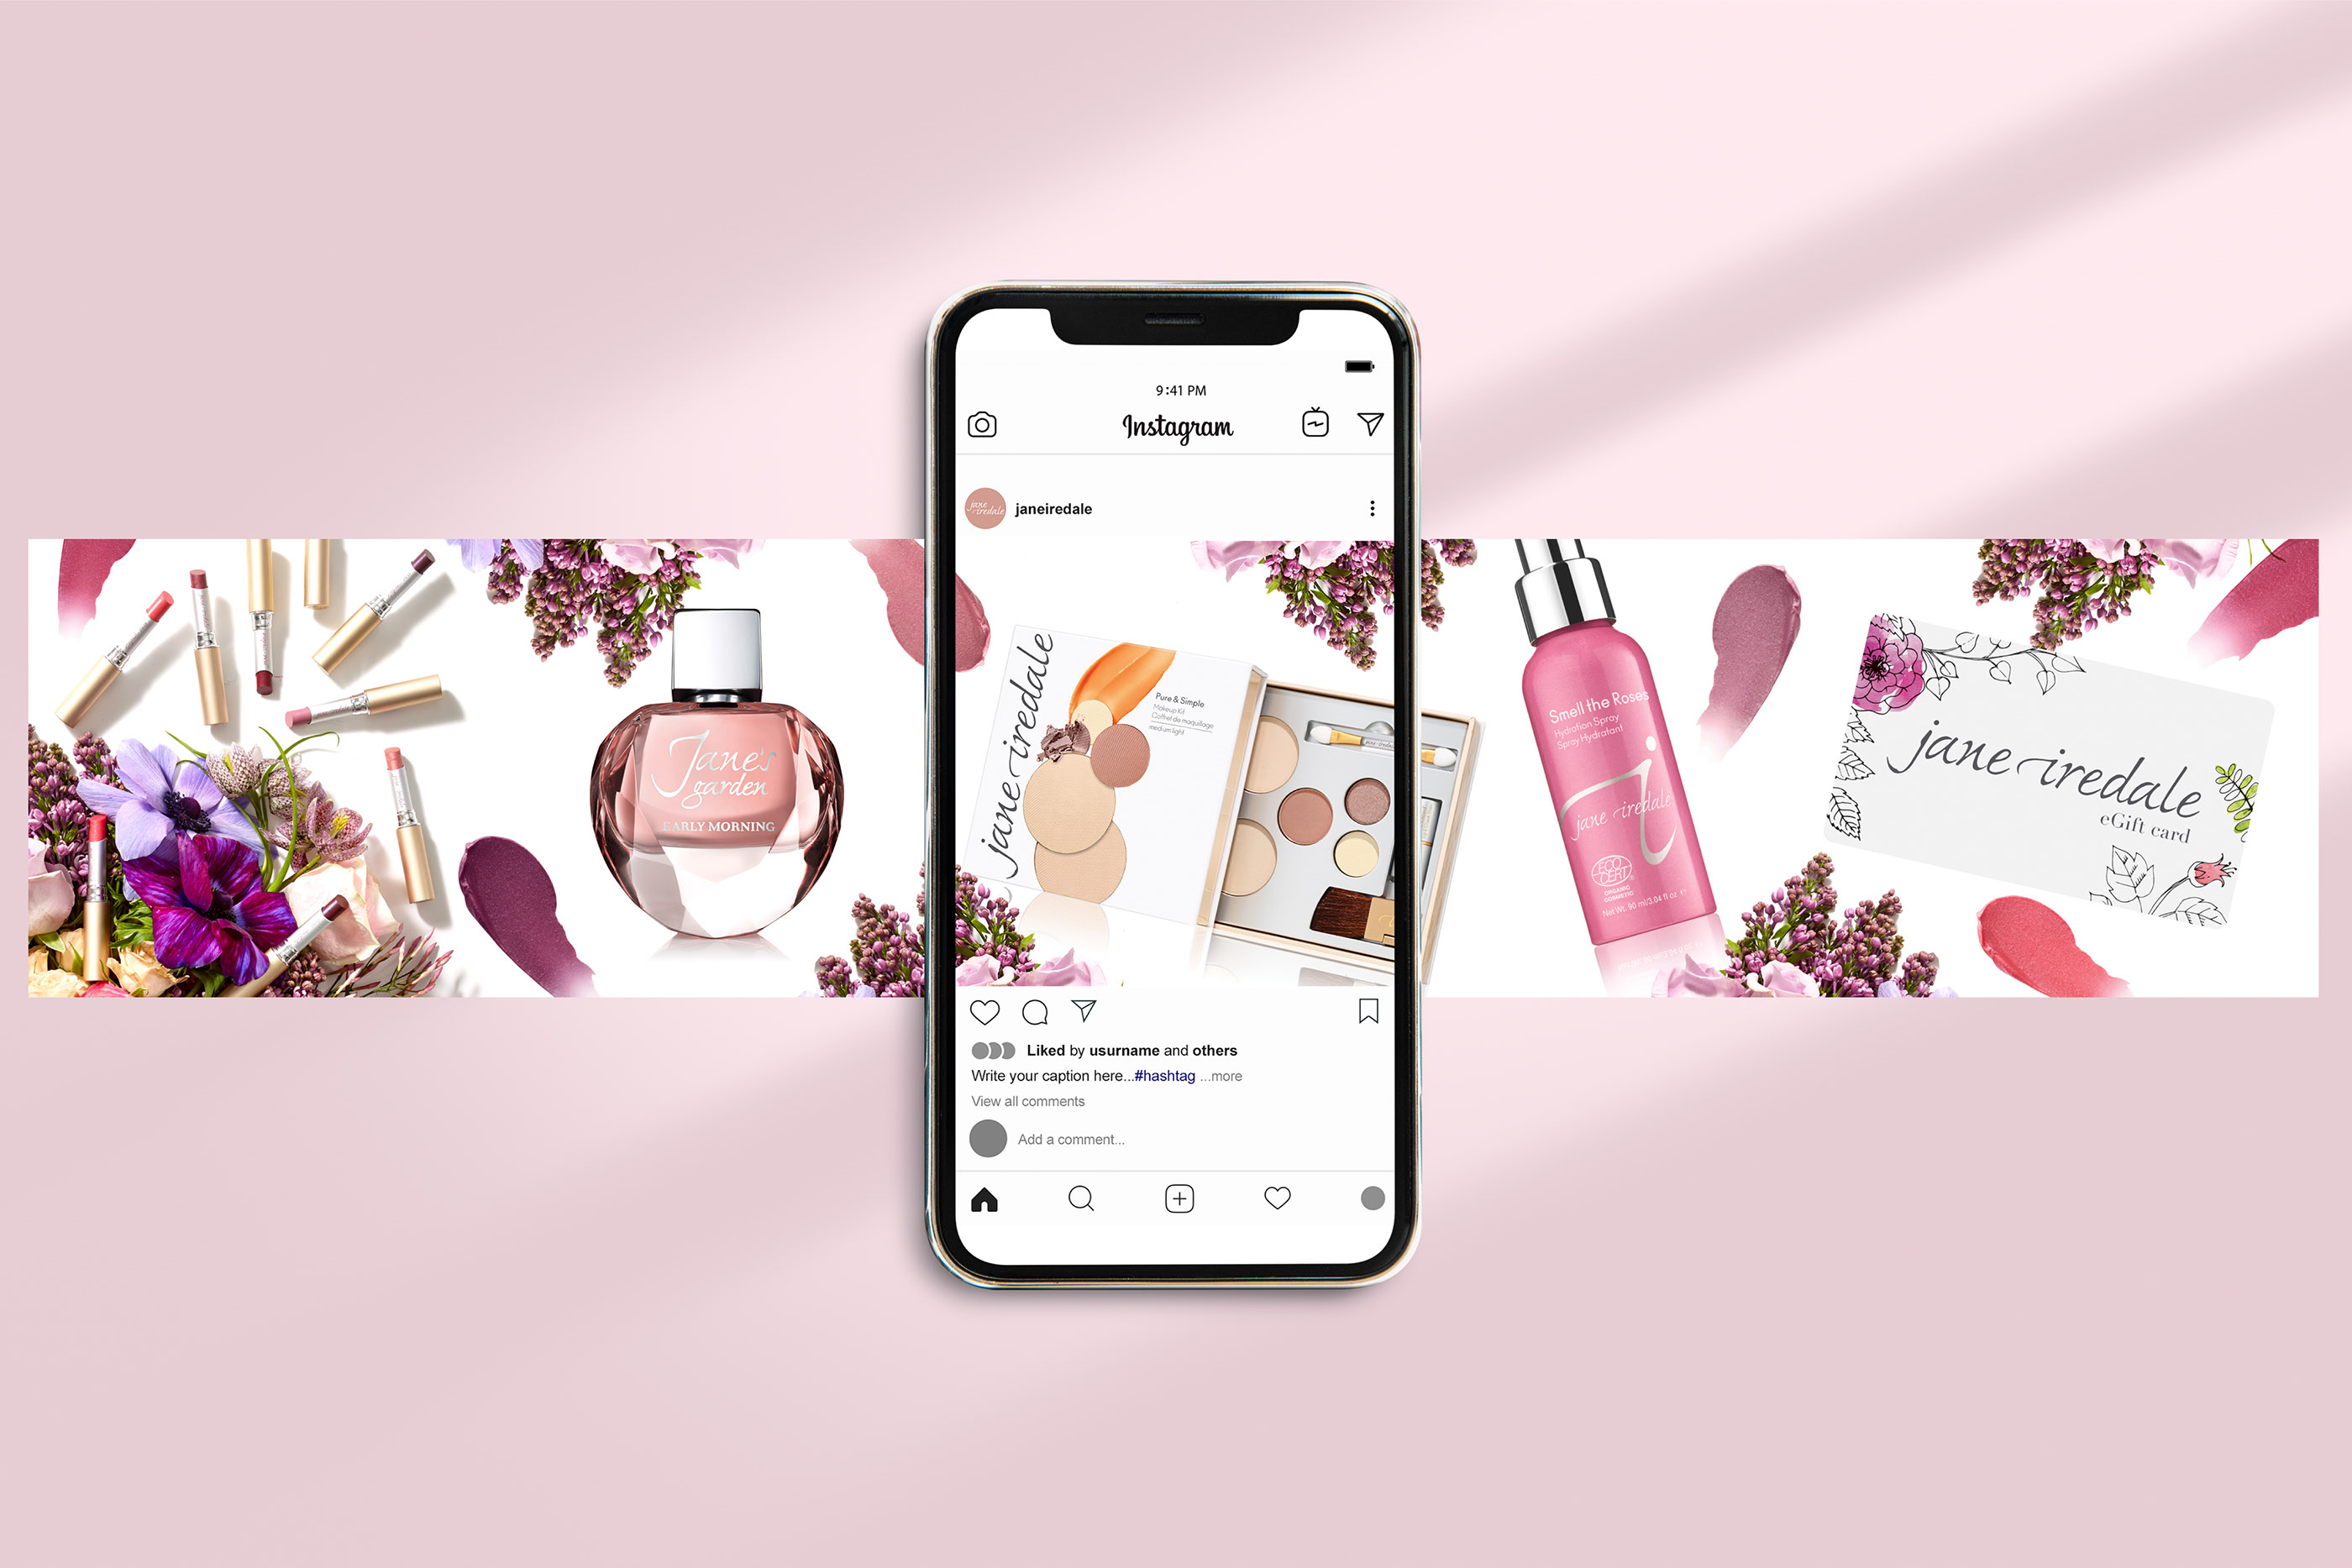 9:41 PM
Instagram
jane iredale
janeiredale
Jane's
garden
EARLY MORNING
jane iredale
Pure & Simple
Makeup Kit
Coffret de maquillage
medium light
Smell the Roses
Hydration Spray
Spray Hydratant
jane iredale
ECO
CERT
ORGANIC
COSMETIC
Net Wt. 90 ml/3.04 fl oz e
jane iredale
eGift card
Liked by usurname and others
Write your caption here...#hashtag ...more
View all comments
Add a comment...